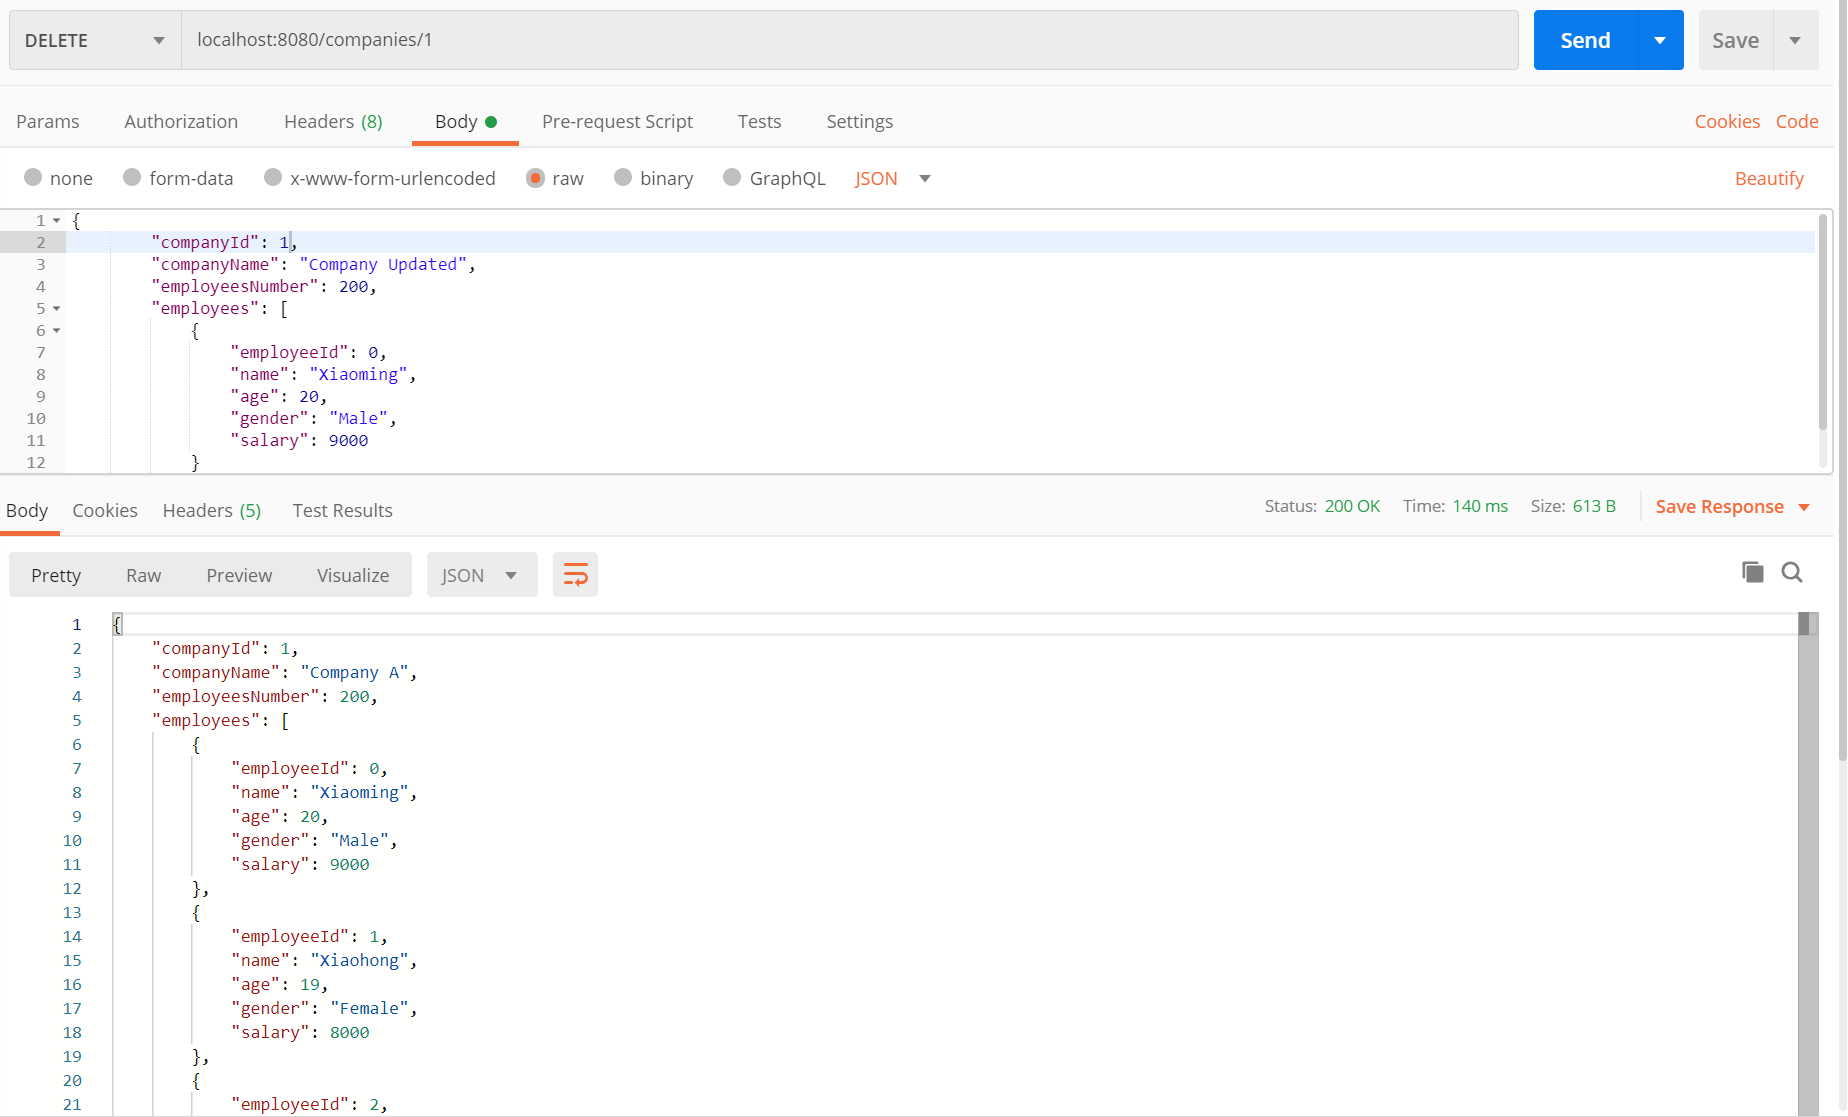 DELETE localhost:8080/companies/1 Send Save
Params Authorization Headers (8) Body Pre-request Script Tests Settings Cookies Code
none form-data x-www-form-urlencoded raw binary GraphQL JSON Beautify
1 {
2 "companyId": 1,
3 "companyName": "Company Updated",
4 "employeesNumber": 200,
5 "employees": [
6 {
7 "employeeId": 0,
8 "name": "Xiaoming",
9 "age": 20,
10 "gender": "Male",
11 "salary": 9000
12 }
Body Cookies Headers (5) Test Results Status: 200 OK Time: 140 ms Size: 613 B Save Response
Pretty Raw Preview Visualize JSON
1 {
2 "companyId": 1,
3 "companyName": "Company A",
4 "employeesNumber": 200,
5 "employees": [
6 {
7 "employeeId": 0,
8 "name": "Xiaoming",
9 "age": 20,
10 "gender": "Male",
11 "salary": 9000
12 },
13 {
14 "employeeId": 1,
15 "name": "Xiaohong",
16 "age": 19,
17 "gender": "Female",
18 "salary": 8000
19 },
20 {
21 "employeeId": 2,